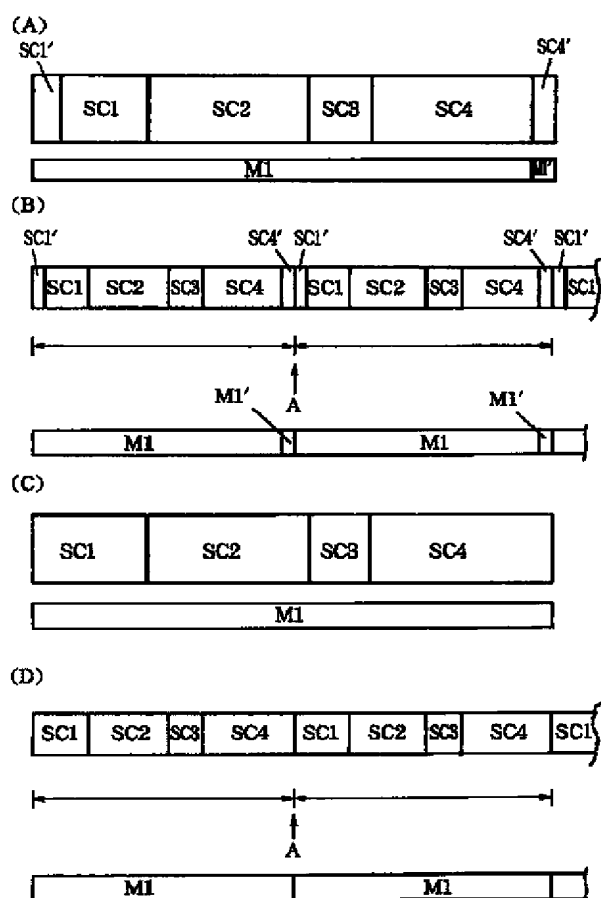 (A)
SC1′ SC4′
SC1 SC2 SC3 SC4
M1 M1′
(B)
SC1′ SC4′ SC1′ SC4′ SC1′
SC1 SC2 SC3 SC4 SC1 SC2 SC3 SC4 SC1
A
M1′ M1′
M1 M1
(C)
SC1 SC2 SC3 SC4
M1
(D)
SC1 SC2 SC3 SC4 SC1 SC2 SC3 SC4 SC1
A
M1 M1